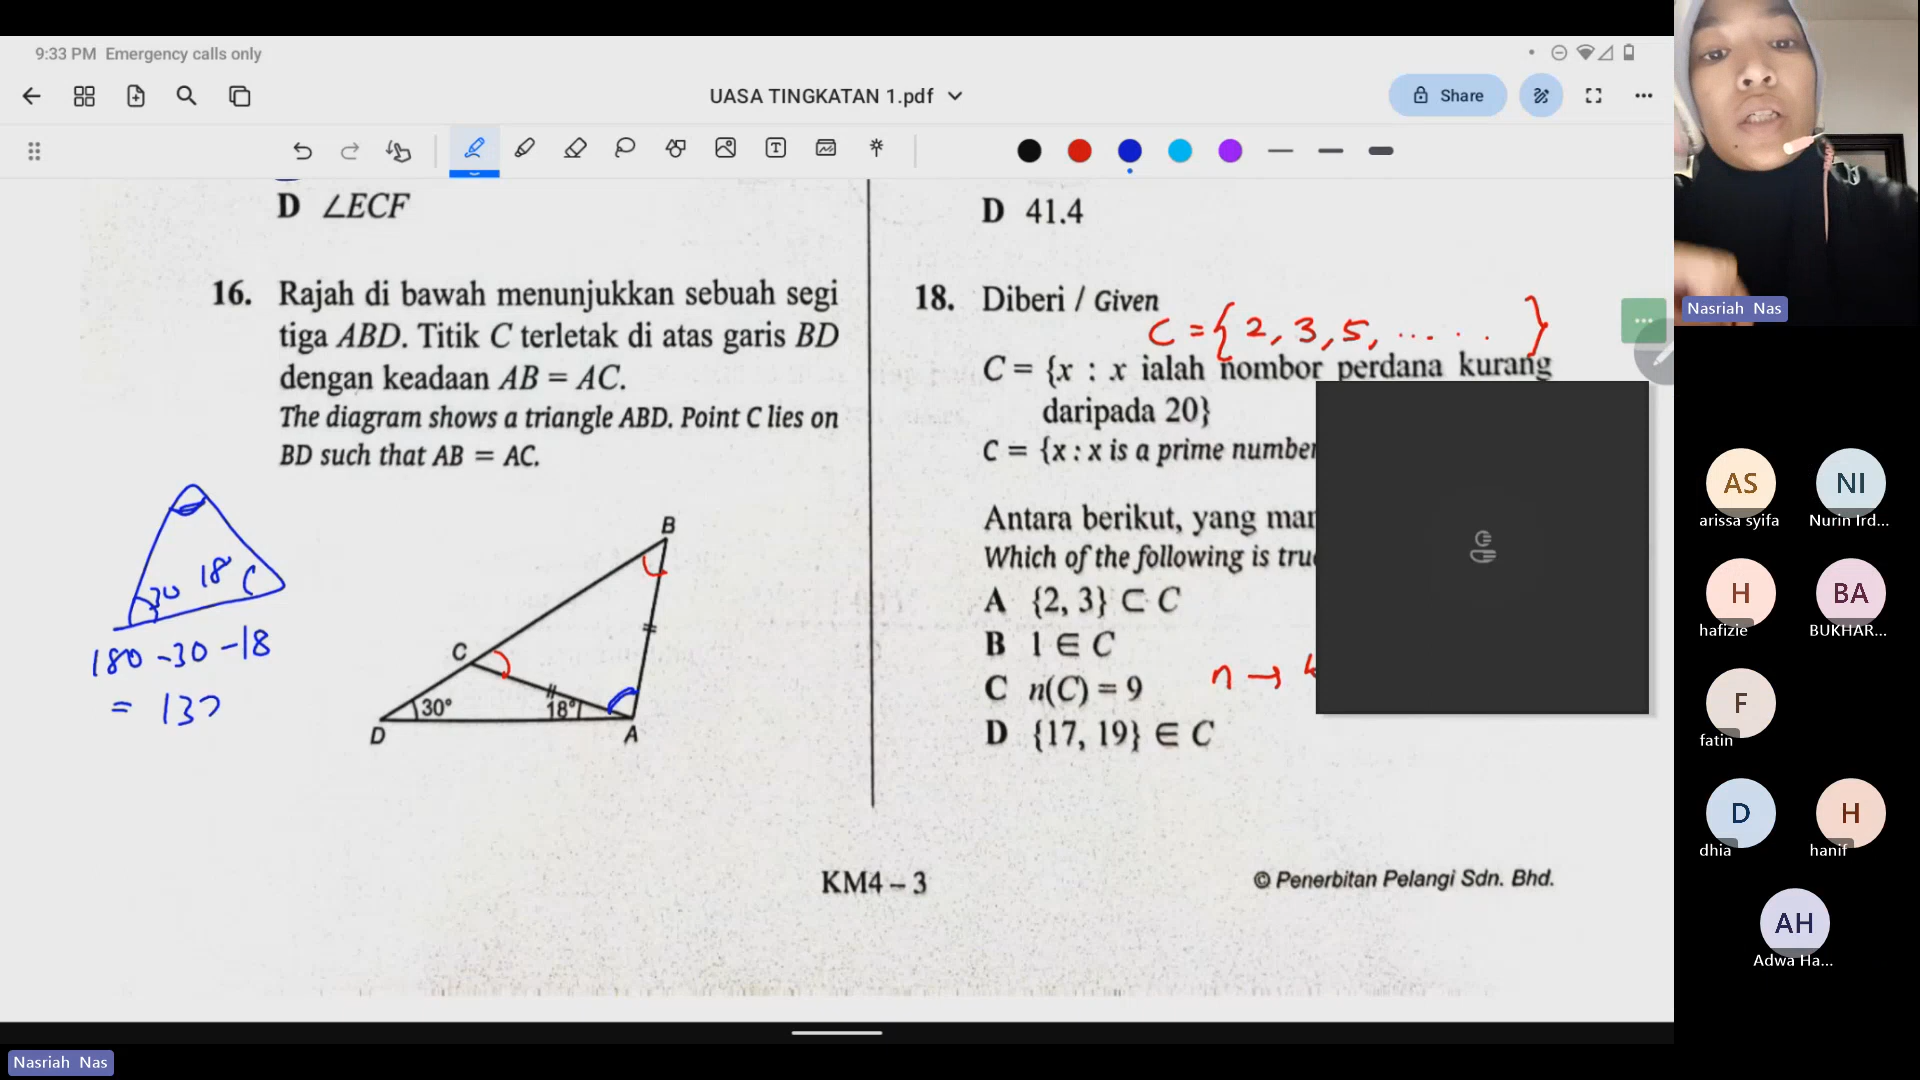 9:33 PM Emergency calls only
UASA TINGKATAN 1.pdf
Share
D ∠ECF
16. Rajah di bawah menunjukkan sebuah segi
tiga ABD. Titik C terletak di atas garis BD
dengan keadaan AB = AC.
The diagram shows a triangle ABD. Point C lies on
BD such that AB = AC.
30 18
180 - 30 - 18
= 132
B
C
30°
18°
D
A
D 41.4
18. Diberi / Given
C = {2, 3, 5, ..... }
C = {x : x ialah nombor perdana kurang
daripada 20}
C = {x : x is a prime number
Antara berikut, yang
Which of the following is
A {2, 3} ⊂ C
B 1 ∈ C
C n(C) = 9
n →
D {17, 19} ∈ C
KM4 – 3
© Penerbitan Pelangi Sdn. Bhd.
Nasriah Nas
AS
arissa syifa
NI
Nurin Ird...
H
hafizie
BA
BUKHAR...
F
fatin
D
dhia
H
hanif
AH
Adwa Ha...
Nasriah Nas